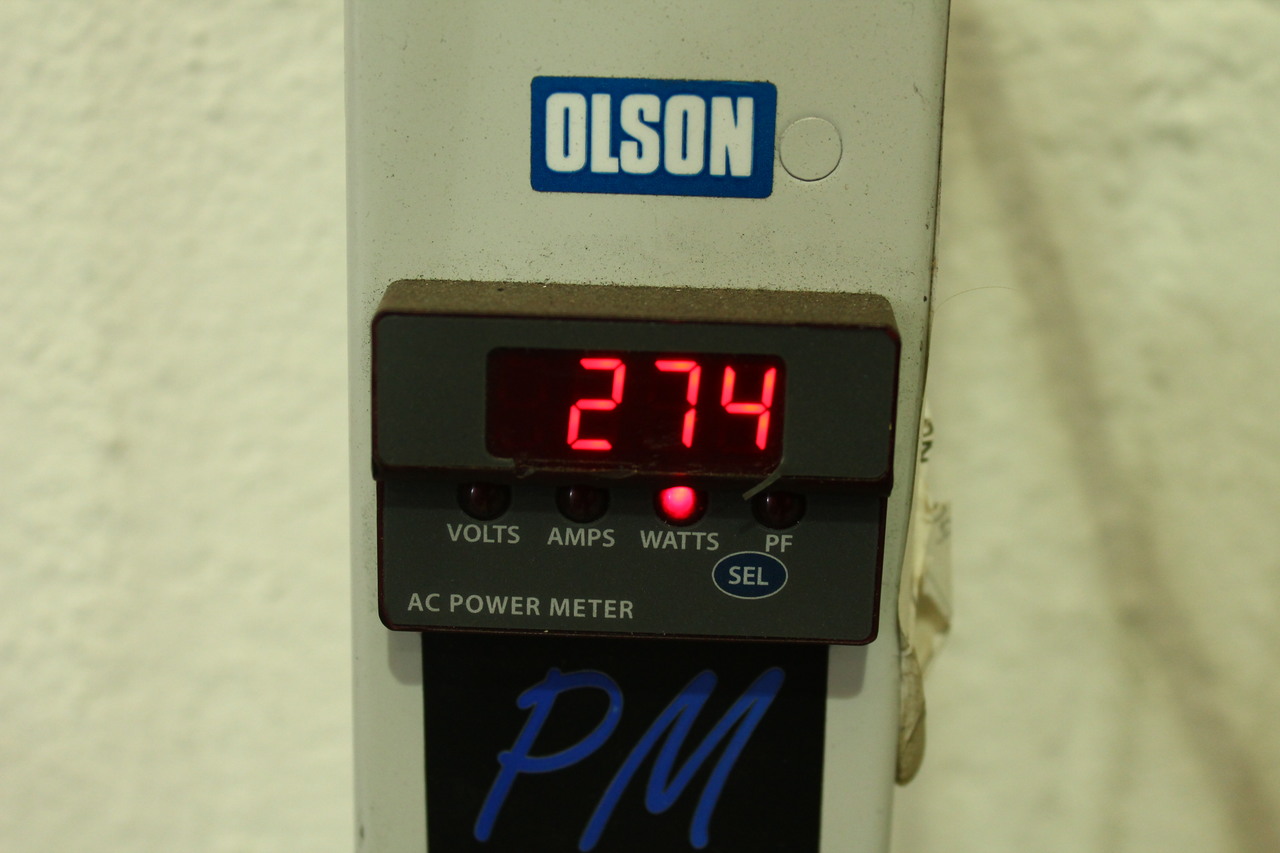 OLSON
274
VOLTS AMPS WATTS PF
SEL
AC POWER METER
PM